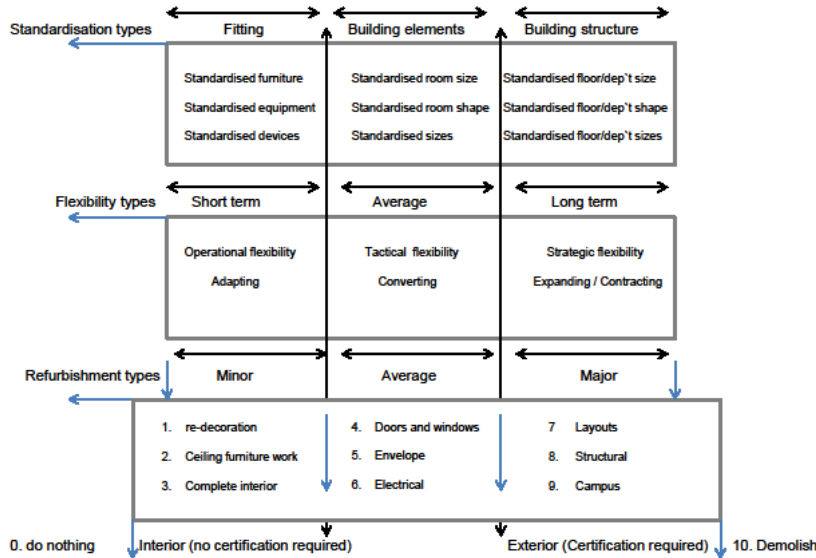 Standardisation types Fitting Building elements Building structure
Standardised furniture Standardised room size Standardised floor/dep`t size
Standardised equipment Standardised room shape Standardised floor/dep`t shape
Standardised devices Standardised sizes Standardised floor/dep`t sizes
Flexibility types Short term Average Long term
Operational flexibility Tactical flexibility Strategic flexibility
Adapting Converting Expanding / Contracting
Refurbishment types Minor Average Major
1. re-decoration 4. Doors and windows 7 Layouts
2. Ceiling furniture work 5. Envelope 8. Structural
3. Complete interior 6. Electrical 9. Campus
0. do nothing Interior (no certification required) Exterior (Certification required) 10. Demolish